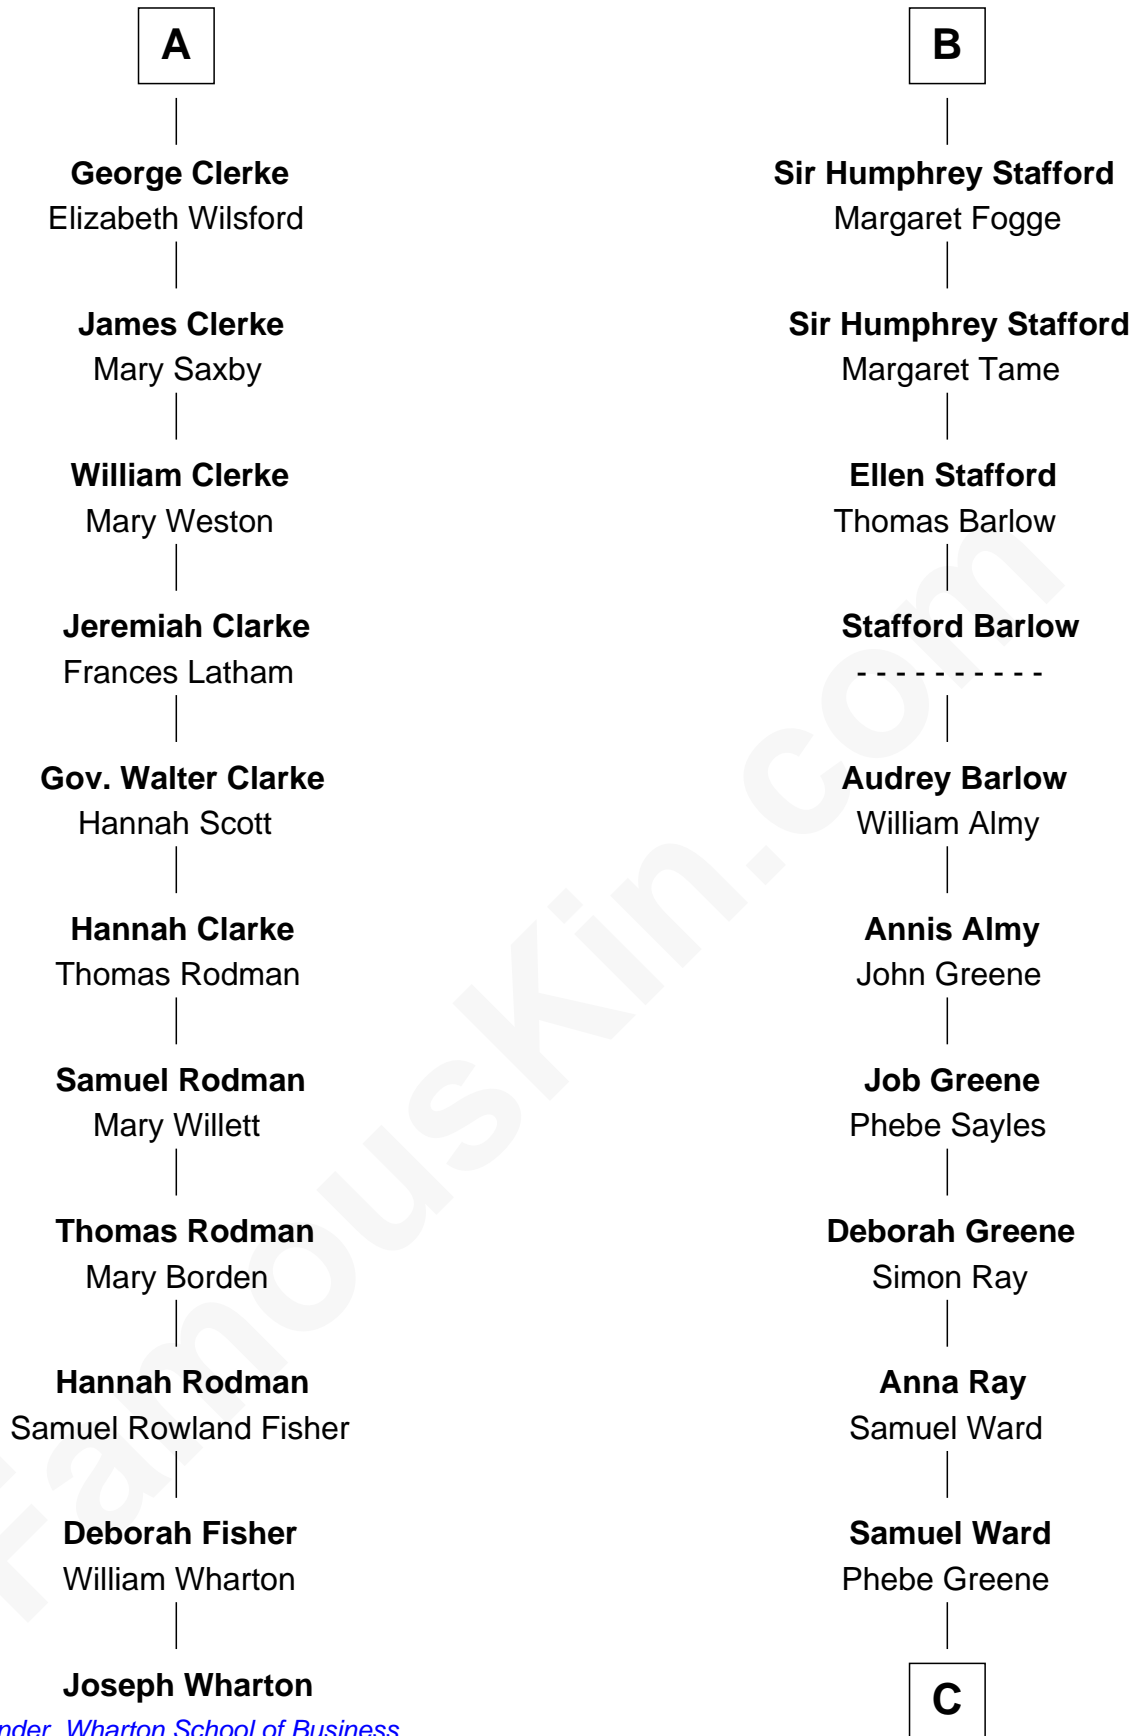 A
George Clerke
Elizabeth Wilsford
James Clerke
Mary Saxby
William Clerke
Mary Weston
Jeremiah Clarke
Frances Latham
Gov. Walter Clarke
Hannah Scott
Hannah Clarke
Thomas Rodman
Samuel Rodman
Mary Willett
Thomas Rodman
Mary Borden
Hannah Rodman
Samuel Rowland Fisher
Deborah Fisher
William Wharton
Joseph Wharton
Wharton School of Business
B
Sir Humphrey Stafford
Margaret Fogge
Sir Humphrey Stafford
Margaret Tame
Ellen Stafford
Thomas Barlow
Stafford Barlow
- - - - - - - - - -
Audrey Barlow
William Almy
Annis Almy
John Greene
Job Greene
Phebe Sayles
Deborah Greene
Simon Ray
Anna Ray
Samuel Ward
Samuel Ward
Phebe Greene
C
FamousKin.com